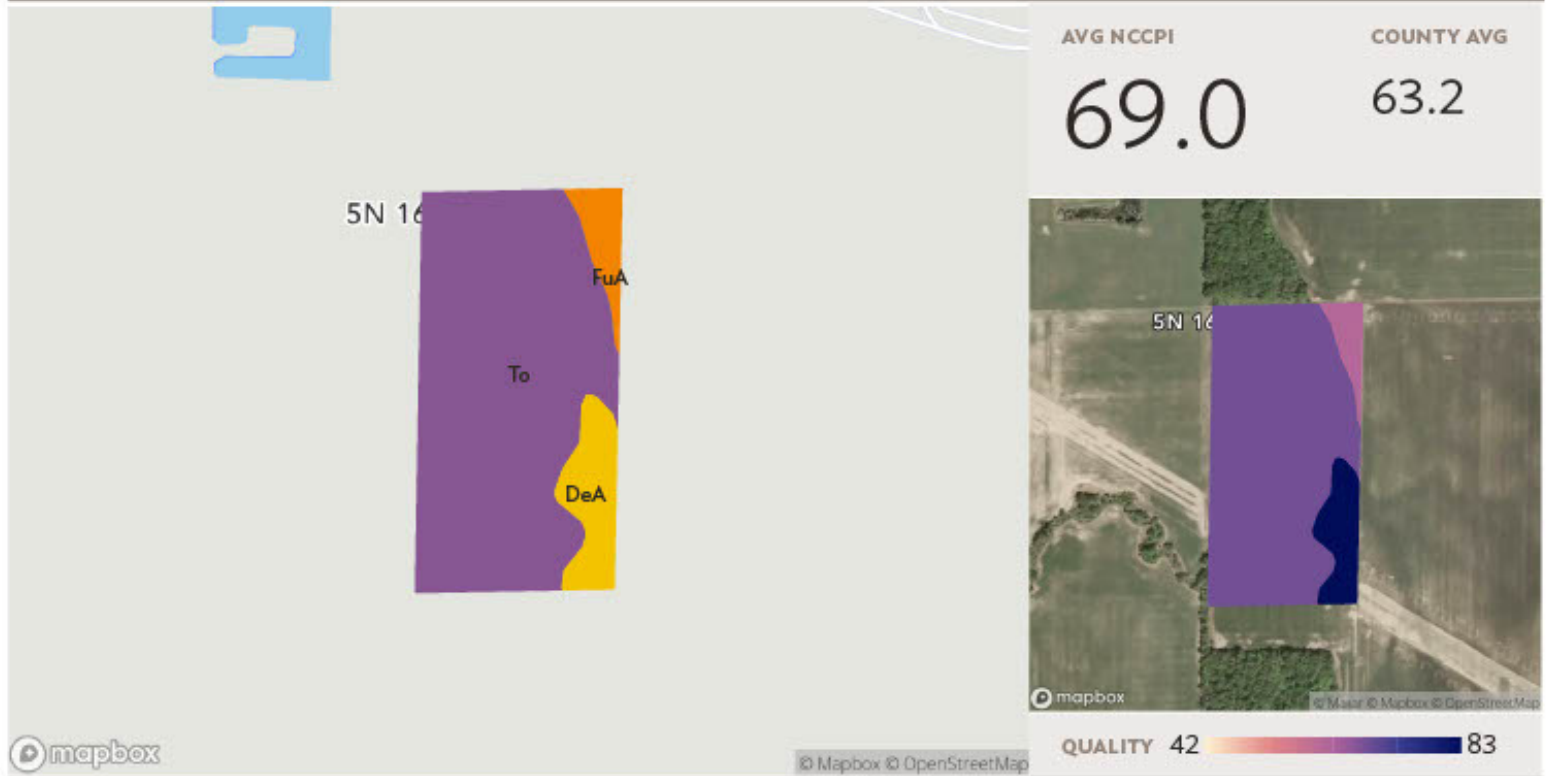 AVG NCCPI
COUNTY AVG
69.0
63.2
5N 16
FuA
To
DeA
5N 16
mapbox
© Maxar © Mapbox © OpenStreetMap
mapbox
© Mapbox © OpenStreetMap
QUALITY 42 83